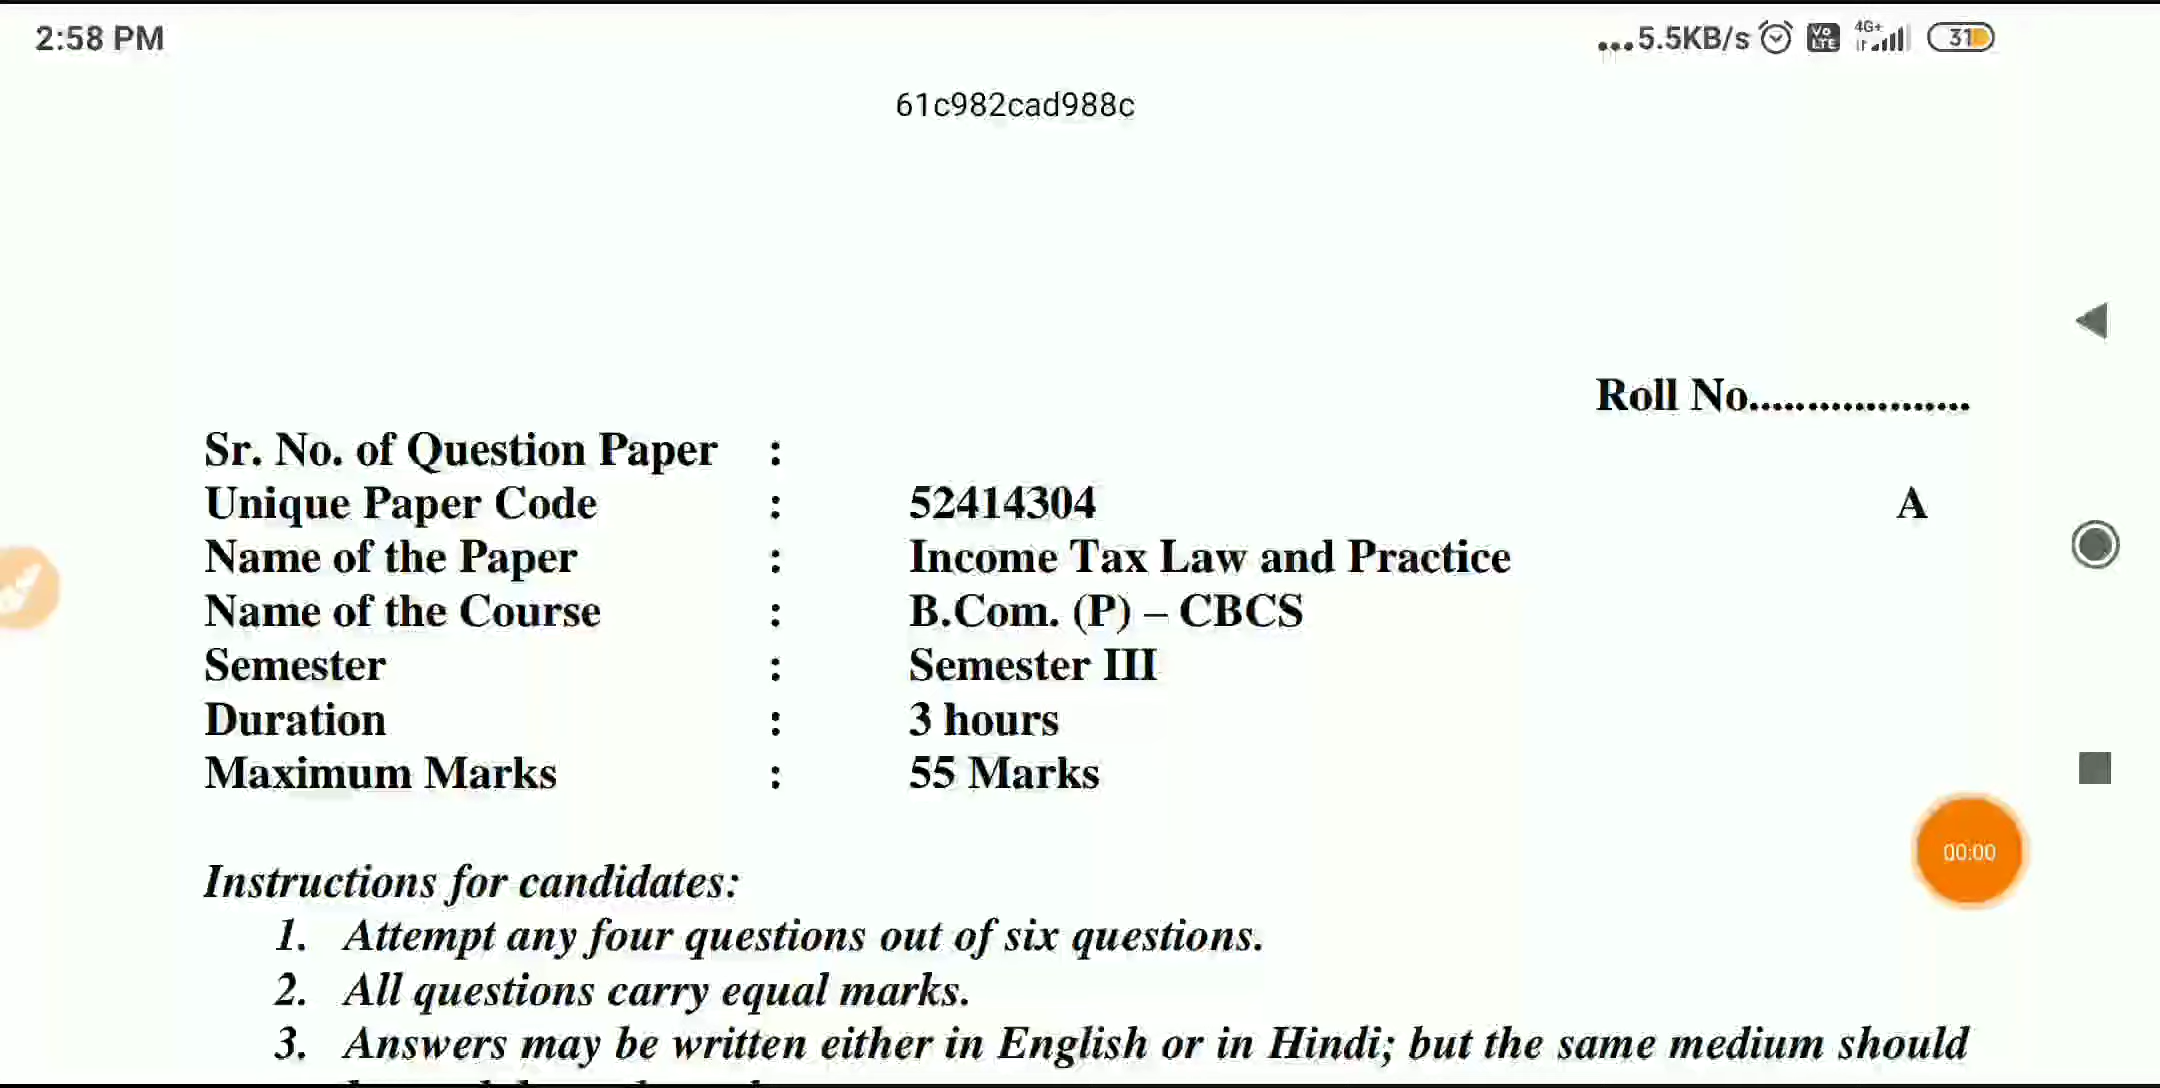 2:58 PM
...5.5KB/s Vo LTE 4G+ 31
61c982cad988c
Roll No...................
Sr. No. of Question Paper :
Unique Paper Code : 52414304 A
Name of the Paper : Income Tax Law and Practice
Name of the Course : B.Com. (P) – CBCS
Semester : Semester III
Duration : 3 hours
Maximum Marks : 55 Marks
00:00
Instructions for candidates:
1. Attempt any four questions out of six questions.
2. All questions carry equal marks.
3. Answers may be written either in English or in Hindi; but the same medium should